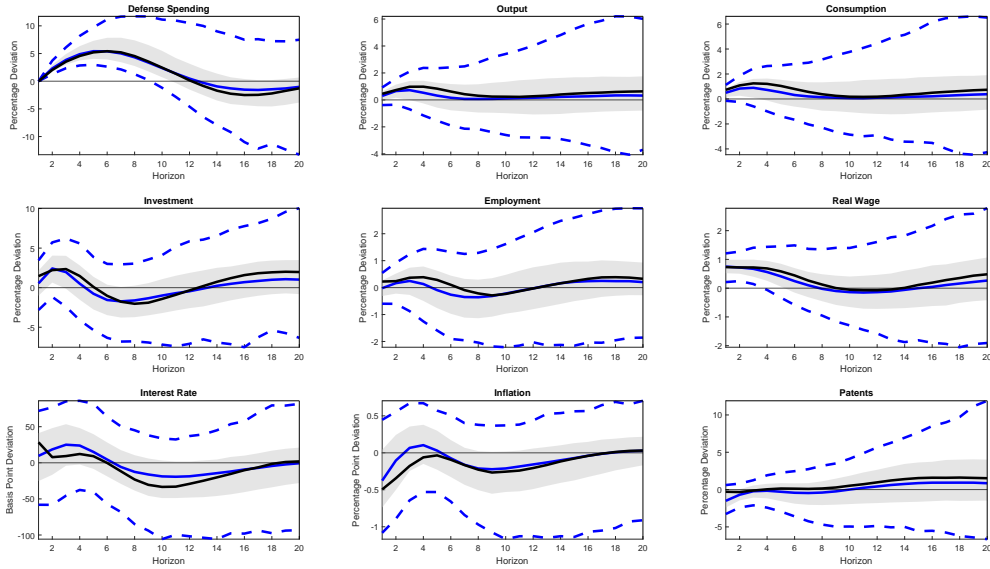 Defense Spending
Percentage Deviation
10
5
0
-5
-10
2 4 6 8 10 12 14 16 18 20
Horizon
Output
Percentage Deviation
6
4
2
0
-2
-4
2 4 6 8 10 12 14 16 18 20
Horizon
Consumption
Percentage Deviation
6
4
2
0
-2
-4
2 4 6 8 10 12 14 16 18 20
Horizon
Investment
Percentage Deviation
10
5
0
-5
2 4 6 8 10 12 14 16 18 20
Horizon
Employment
Percentage Deviation
2
1
0
-1
-2
2 4 6 8 10 12 14 16 18 20
Horizon
Real Wage
Percentage Deviation
2
1
0
-1
-2
2 4 6 8 10 12 14 16 18 20
Horizon
Interest Rate
Basis Point Deviation
50
0
-50
-100
2 4 6 8 10 12 14 16 18 20
Horizon
Inflation
Percentage Point Deviation
0.5
0
-0.5
-1
2 4 6 8 10 12 14 16 18 20
Horizon
Patents
Percentage Deviation
10
5
0
-5
2 4 6 8 10 12 14 16 18 20
Horizon